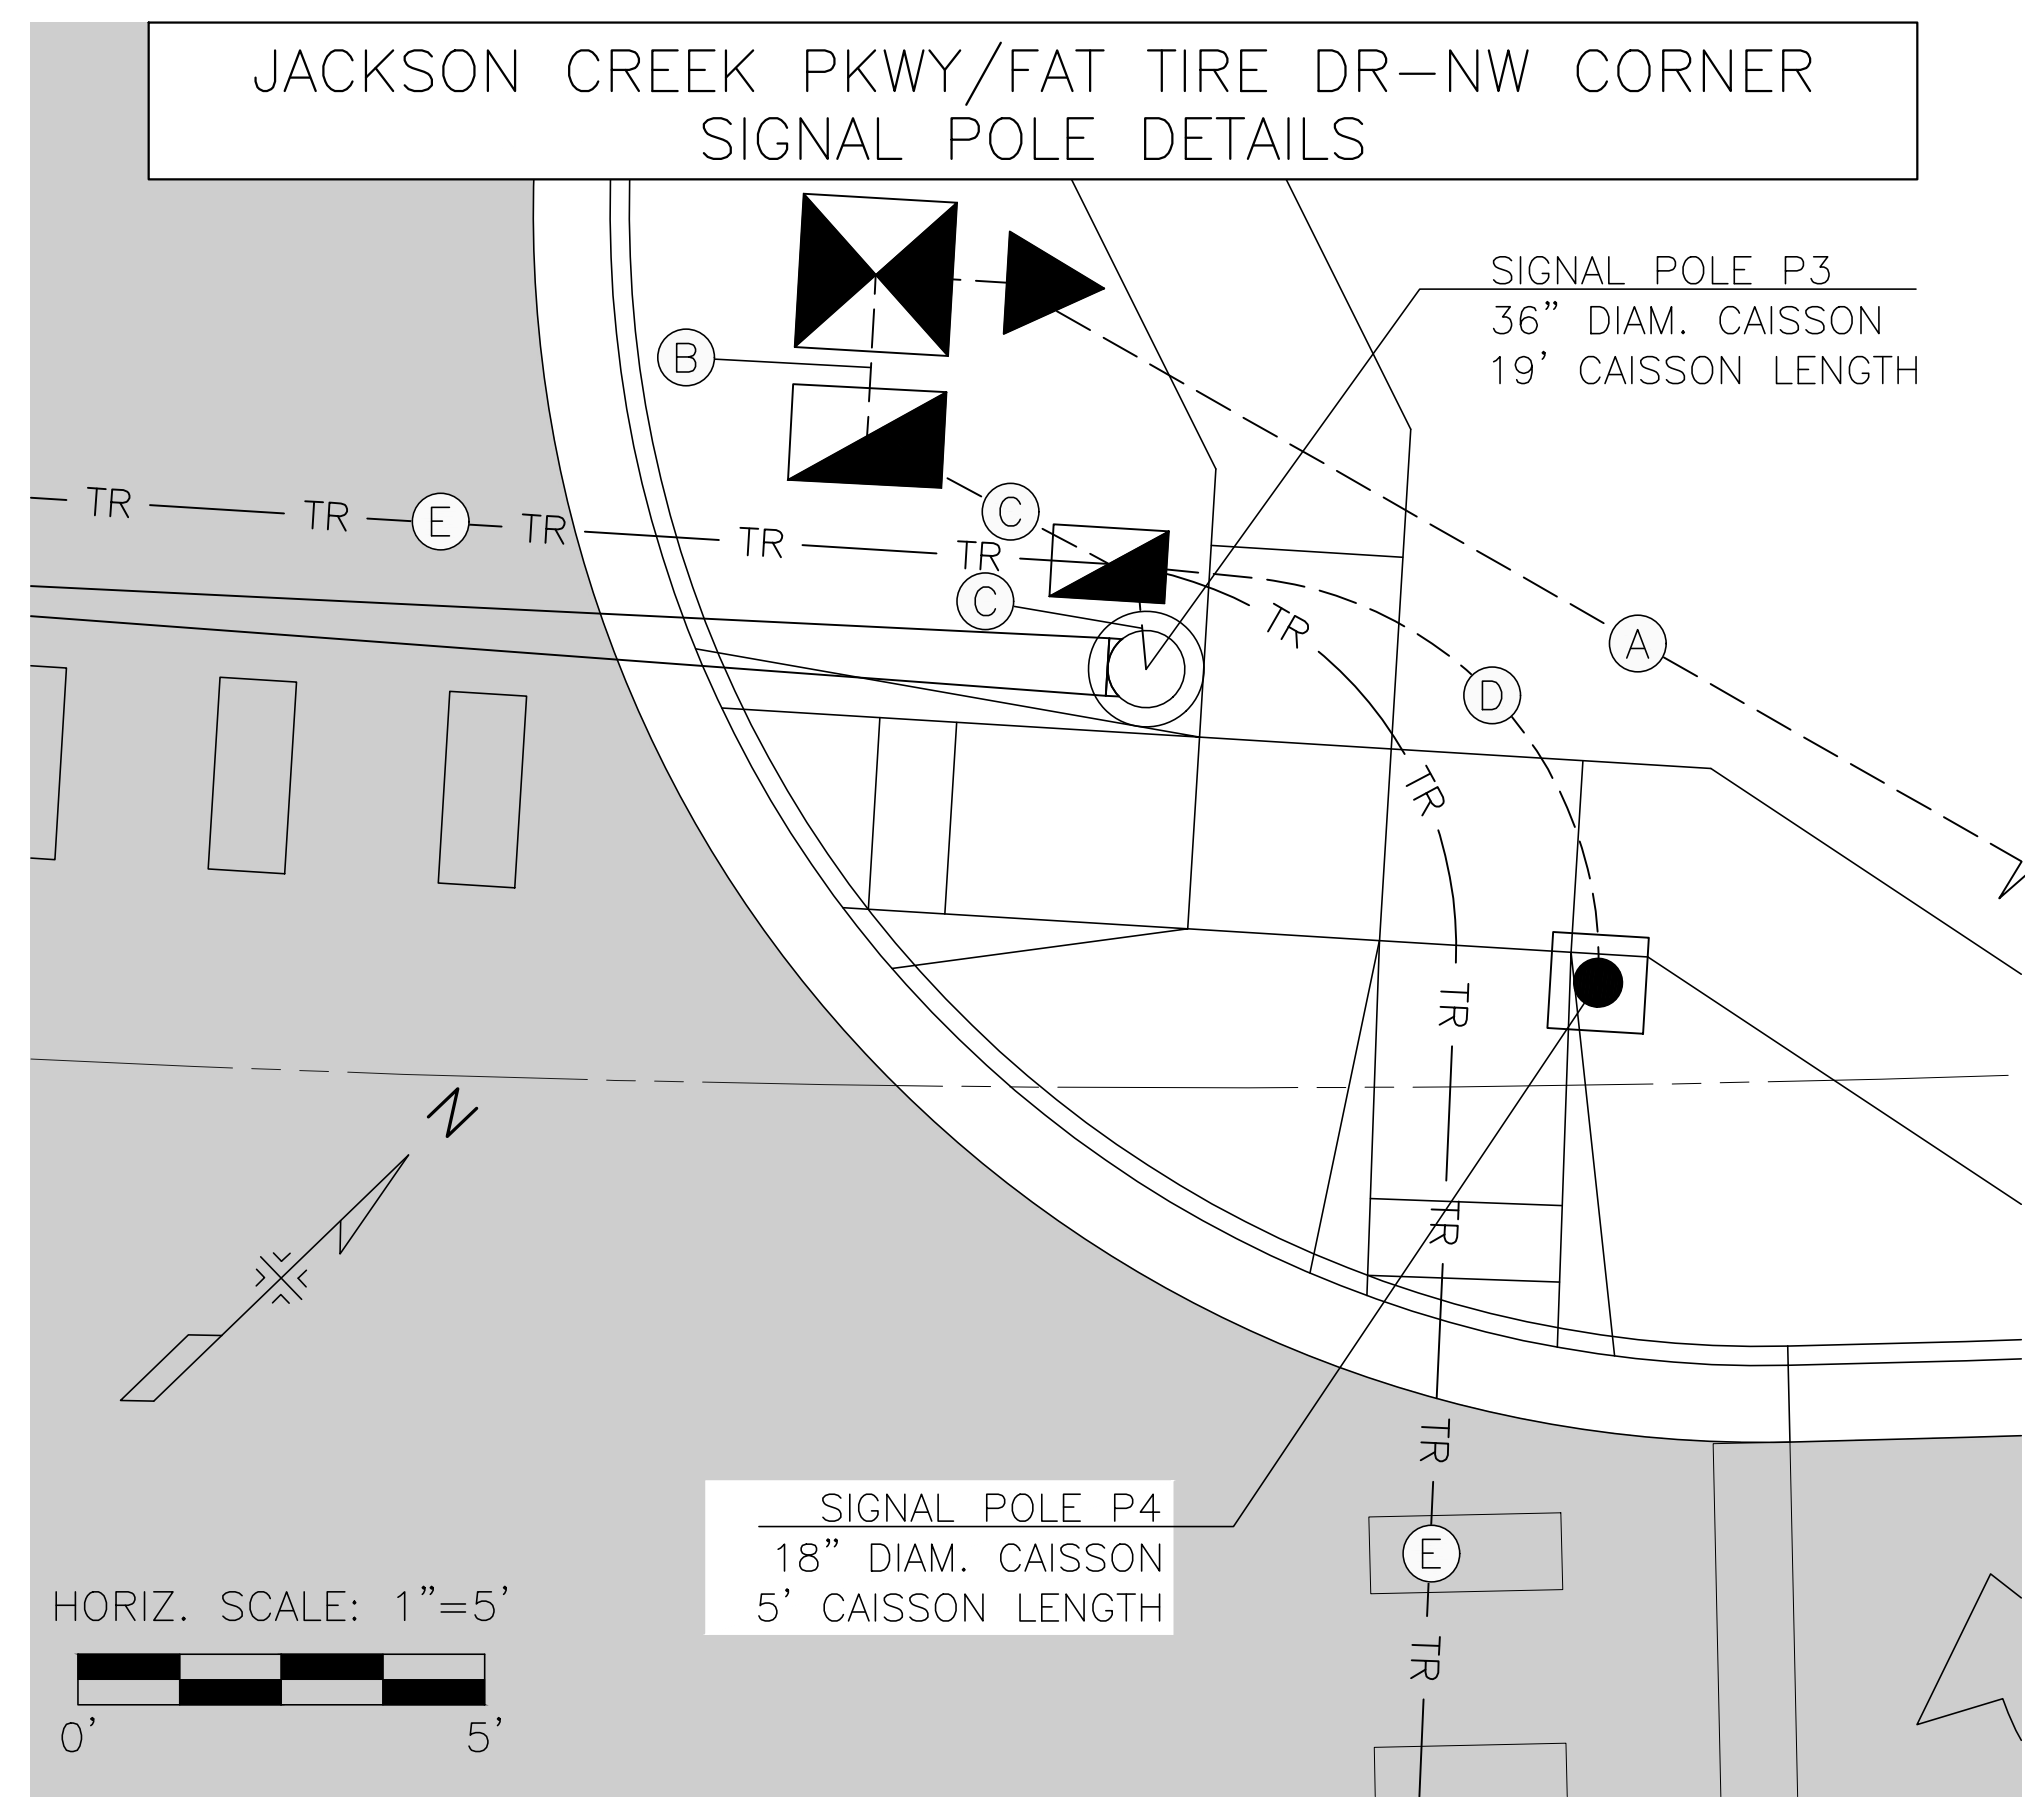 JACKSON CREEK PKWY/FAT TIRE DR-NW CORNER
SIGNAL POLE DETAILS
SIGNAL POLE P3
36" DIAM. CAISSON
19' CAISSON LENGTH
B
C
TR
TR
E
TR
TR
TR
C
TR
A
D
TR
TR
N
TR
TR
SIGNAL POLE P4
18" DIAM. CAISSON
5' CAISSON LENGTH
E
TR
HORIZ. SCALE: 1"=5'
0'
5'